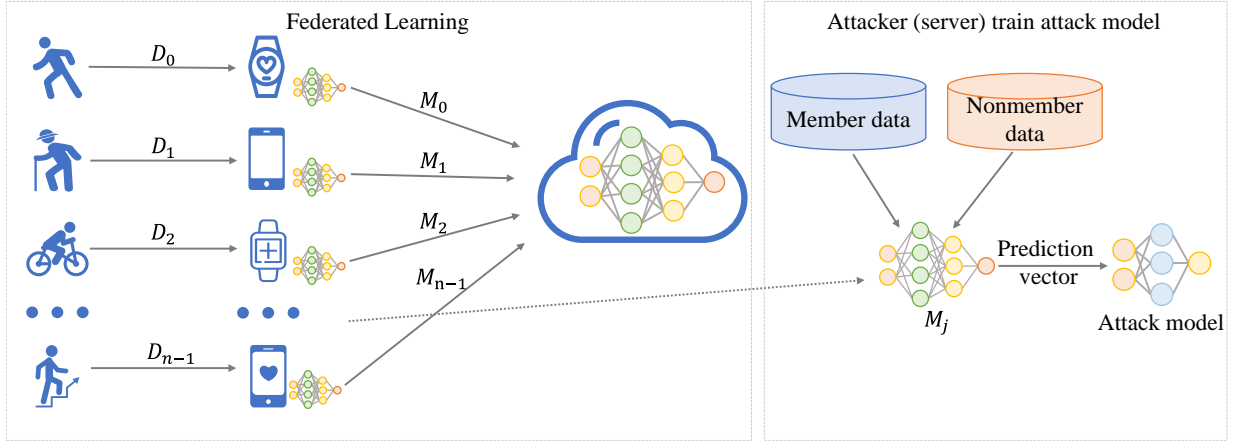 Federated Learning
D₀
M₀
D₁
M₁
D₂
M₂
Mₙ₋₁
Dₙ₋₁
Attacker (server) train attack model
Member data
Nonmember
data
Prediction
vector
Mⱼ
Attack model